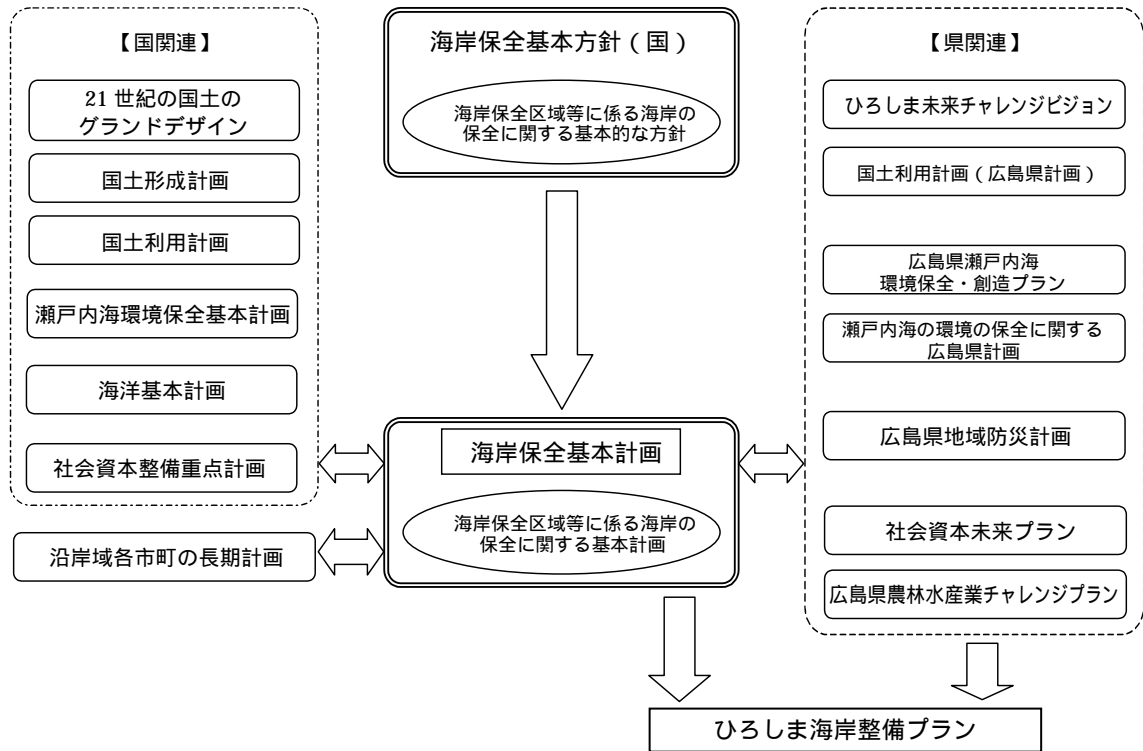 【国関連】
21 世紀の国土の
グランドデザイン
国土形成計画
国土利用計画
瀬戸内海環境保全基本計画
海洋基本計画
社会資本整備重点計画
沿岸域各市町の長期計画
海岸保全基本方針(国)
海岸保全区域等に係る海岸の
保全に関する基本的な方針
海岸保全基本計画
海岸保全区域等に係る海岸の
保全に関する基本計画
【県関連】
ひろしま未来チャレンジビジョン
国土利用計画(広島県計画)
広島県瀬戸内海
環境保全・創造プラン
瀬戸内海の環境の保全に関する
広島県計画
広島県地域防災計画
社会資本未来プラン
広島県農林水産業チャレンジプラン
ひろしま海岸整備プラン